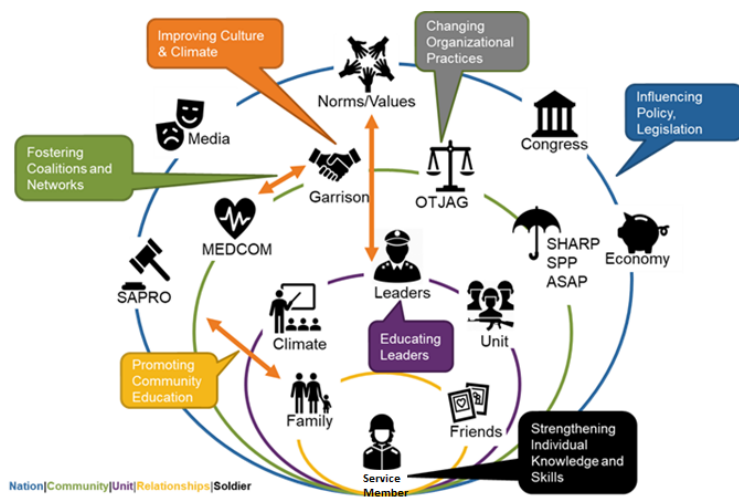 Improving Culture
& Climate
Changing
Organizational
Practices
Norms/Values
Media
Congress
Influencing
Policy,
Legislation
Fostering
Coalitions and
Networks
Garrison
OTJAG
MEDCOM
SHARP
SPP
ASAP
Economy
SAPRO
Leaders
Climate
Unit
Educating
Leaders
Promoting
Community
Education
Family
Friends
Strengthening
Individual
Knowledge and
Skills
Service
Member
Nation|Community|Unit|Relationships|Soldier